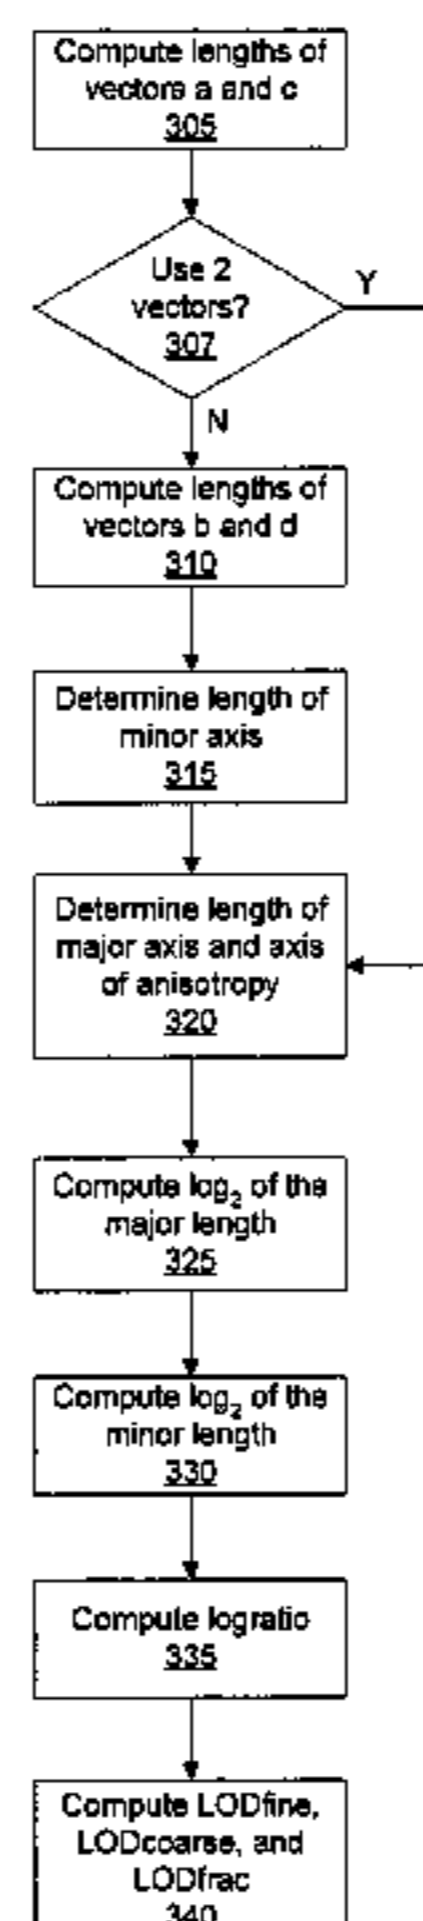 Compute lengths of
vectors a and c
305
Use 2
vectors?
307
Y
N
Compute lengths of
vectors b and d
310
Determine length of
minor axis
315
Determine length of
major axis and axis
of anisotropy
320
Compute log₂ of the
major length
325
Compute log₂ of the
minor length
330
Compute logratio
335
Compute LODfine,
LODcoarse, and
LODfrac
340